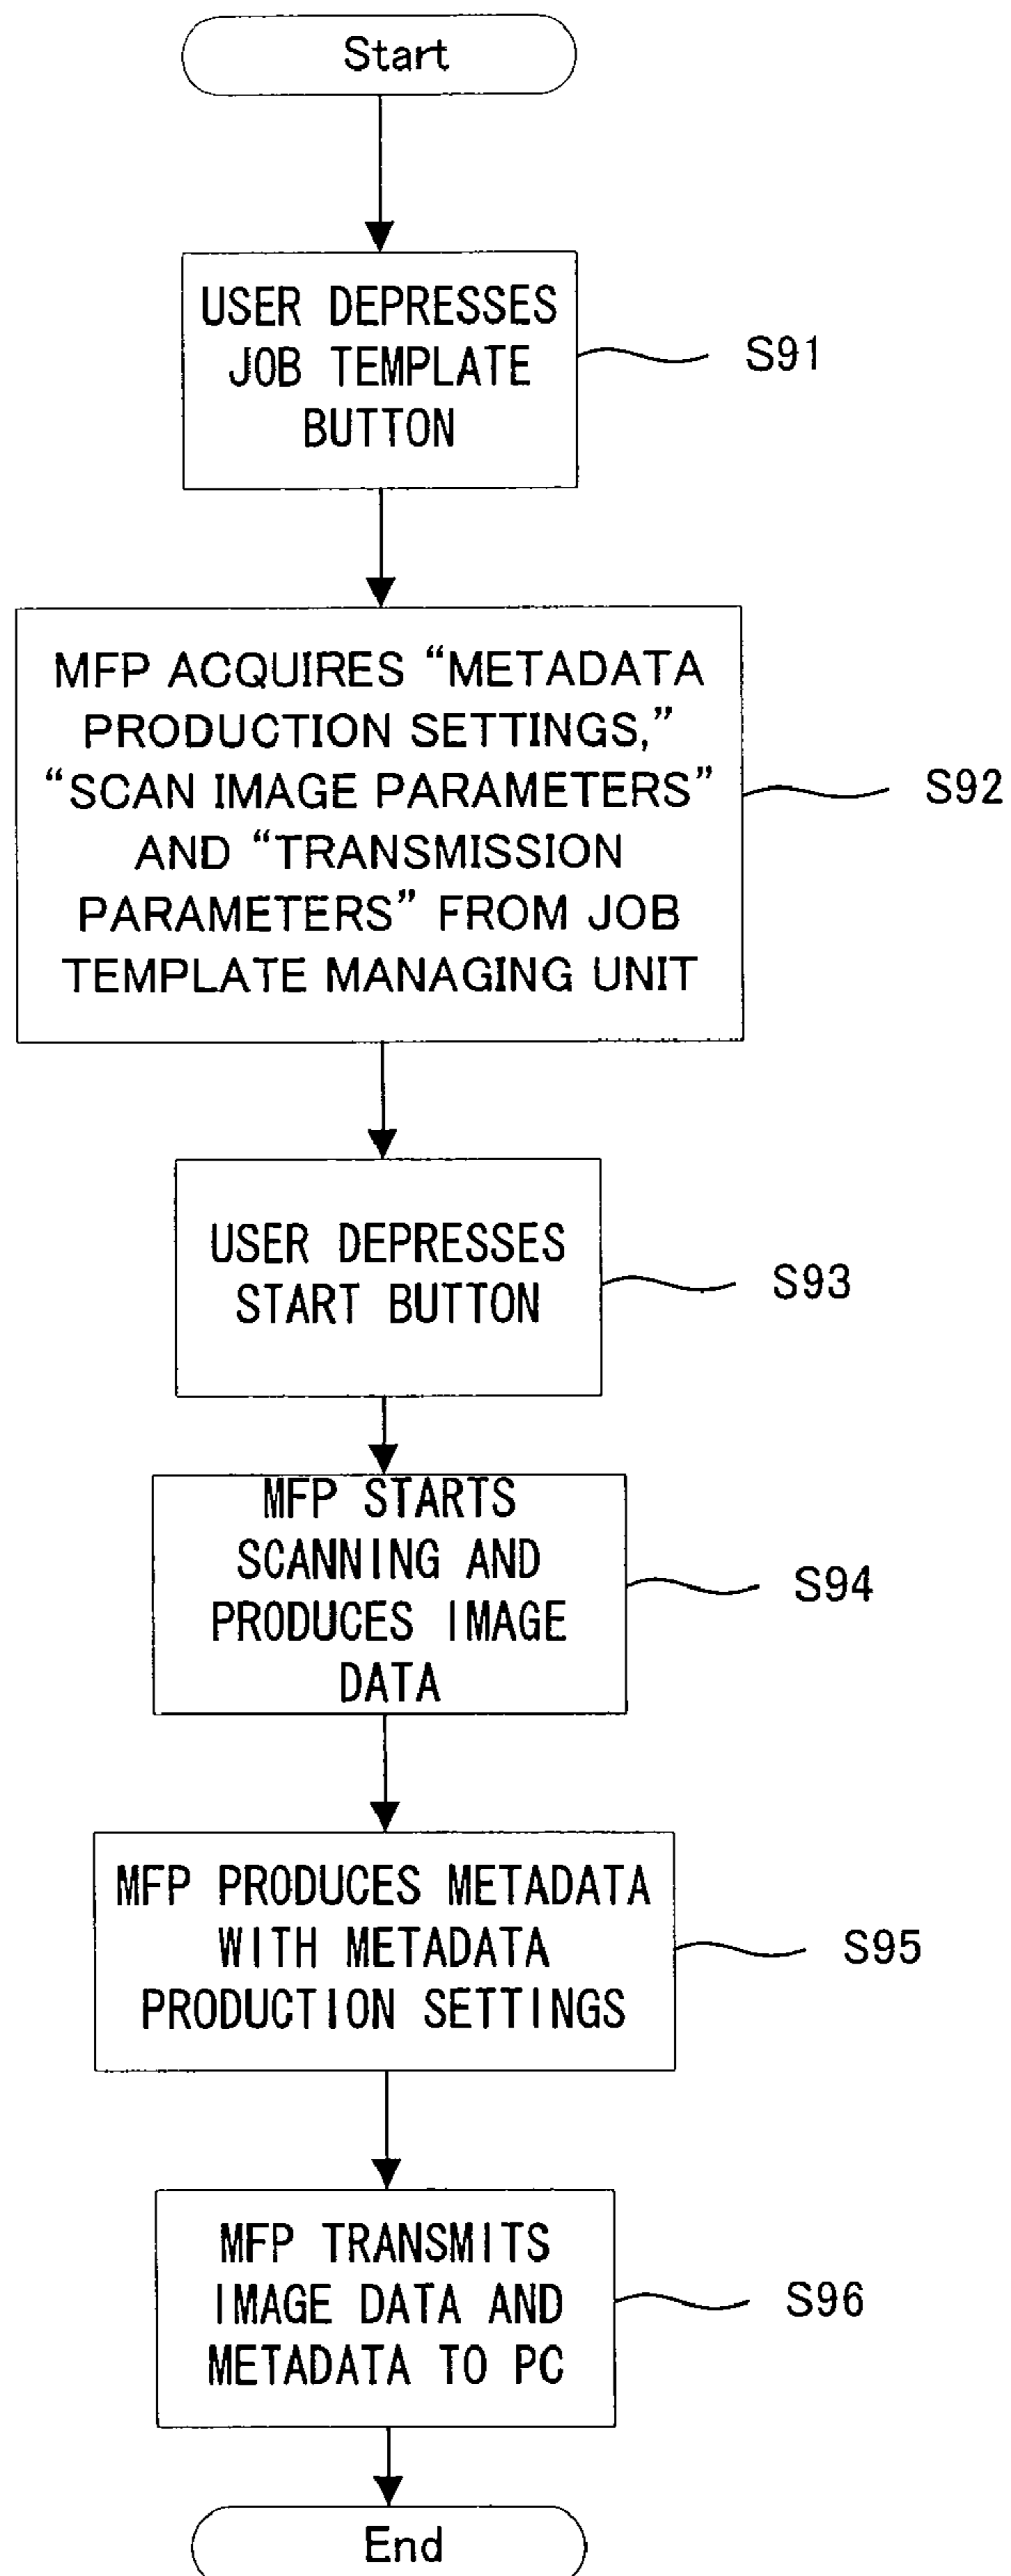 Start
USER DEPRESSES
JOB TEMPLATE
BUTTON
S91
MFP ACQUIRES “METADATA
PRODUCTION SETTINGS,”
“SCAN IMAGE PARAMETERS”
AND “TRANSMISSION
PARAMETERS” FROM JOB
TEMPLATE MANAGING UNIT
S92
USER DEPRESSES
START BUTTON
S93
MFP STARTS
SCANNING AND
PRODUCES IMAGE
DATA
S94
MFP PRODUCES METADATA
WITH METADATA
PRODUCTION SETTINGS
S95
MFP TRANSMITS
IMAGE DATA AND
METADATA TO PC
S96
End